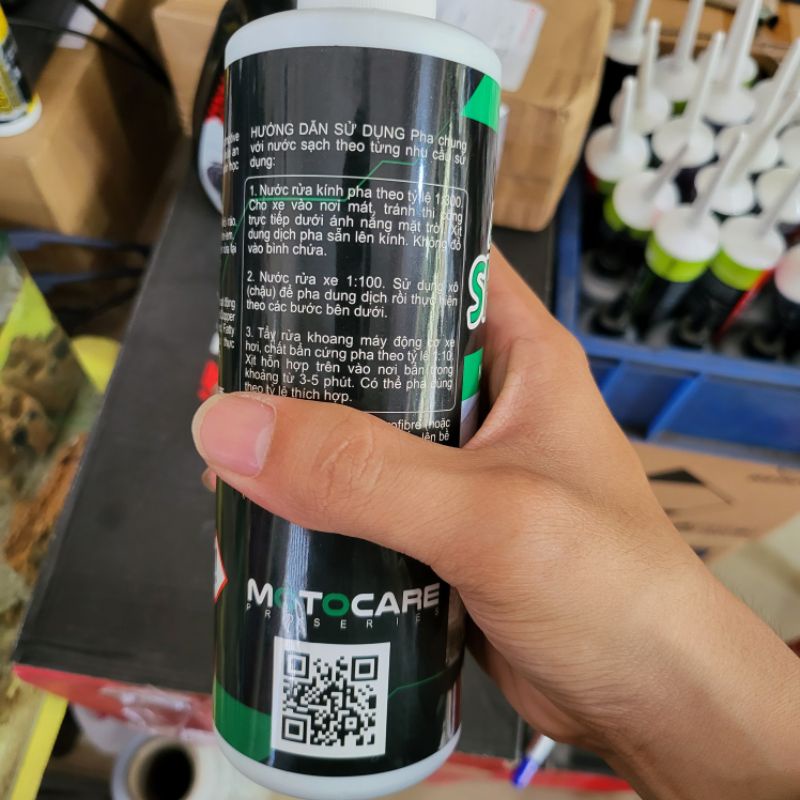 HƯỚNG DẪN SỬ DỤNG Pha chung
với nước sạch theo từng nhu cầu sử
dụng:
1. Nước rửa kính pha theo tỷ lệ 1:300.
Cho xe vào nơi mát, tránh thi công
trực tiếp dưới ánh nắng mặt trời. Xịt
dung dịch pha sẵn lên kính. Không đổ
vào bình chứa.
2. Nước rửa xe 1:100. Sử dụng xô
(chậu) để pha dung dịch rồi thực hiện
theo các bước bên dưới.
3. Tẩy rửa khoang máy động cơ xe
hơi, chất bẩn cứng pha theo tỷ lệ 1:10.
Xịt hỗn hợp trên vào nơi bẩn trong
khoảng từ 3-5 phút. Có thể pha dùng
theo tỷ lệ thích hợp.
hoặc
lên bề
MOTOCARE
PRO SERIES